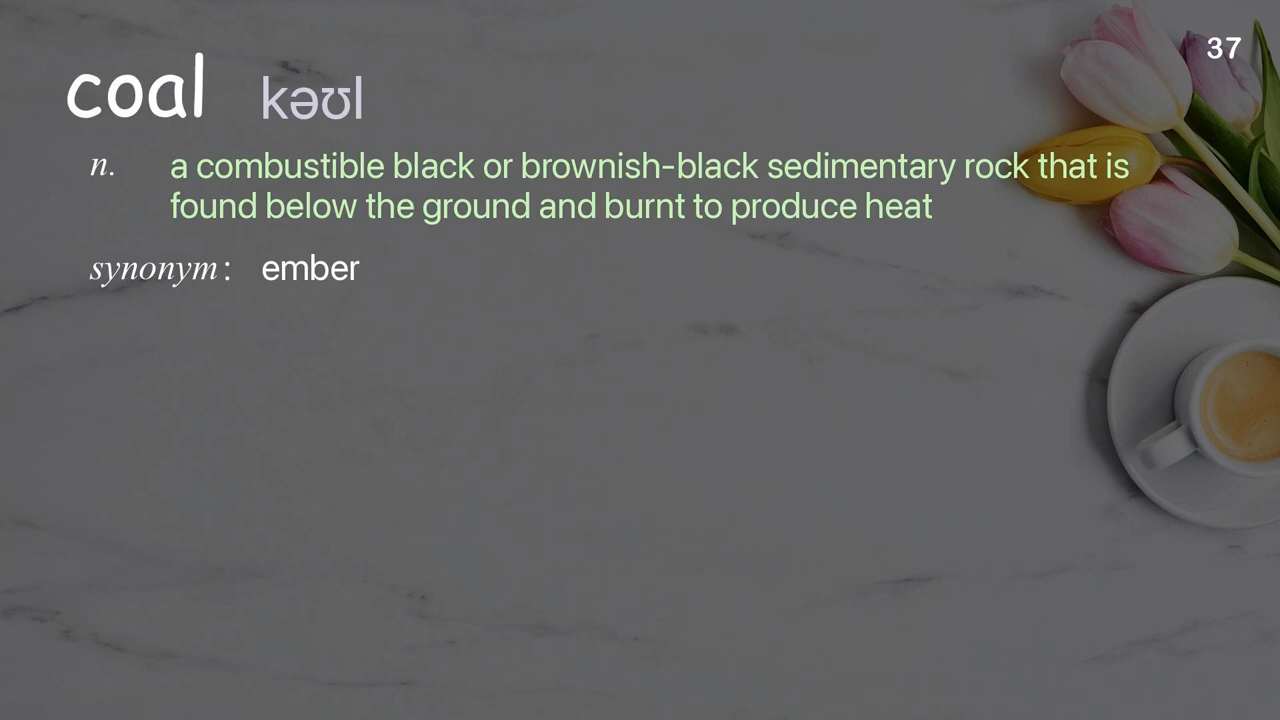 37
coal kəʊl
n. a combustible black or brownish-black sedimentary rock that is
found below the ground and burnt to produce heat
synonym: ember